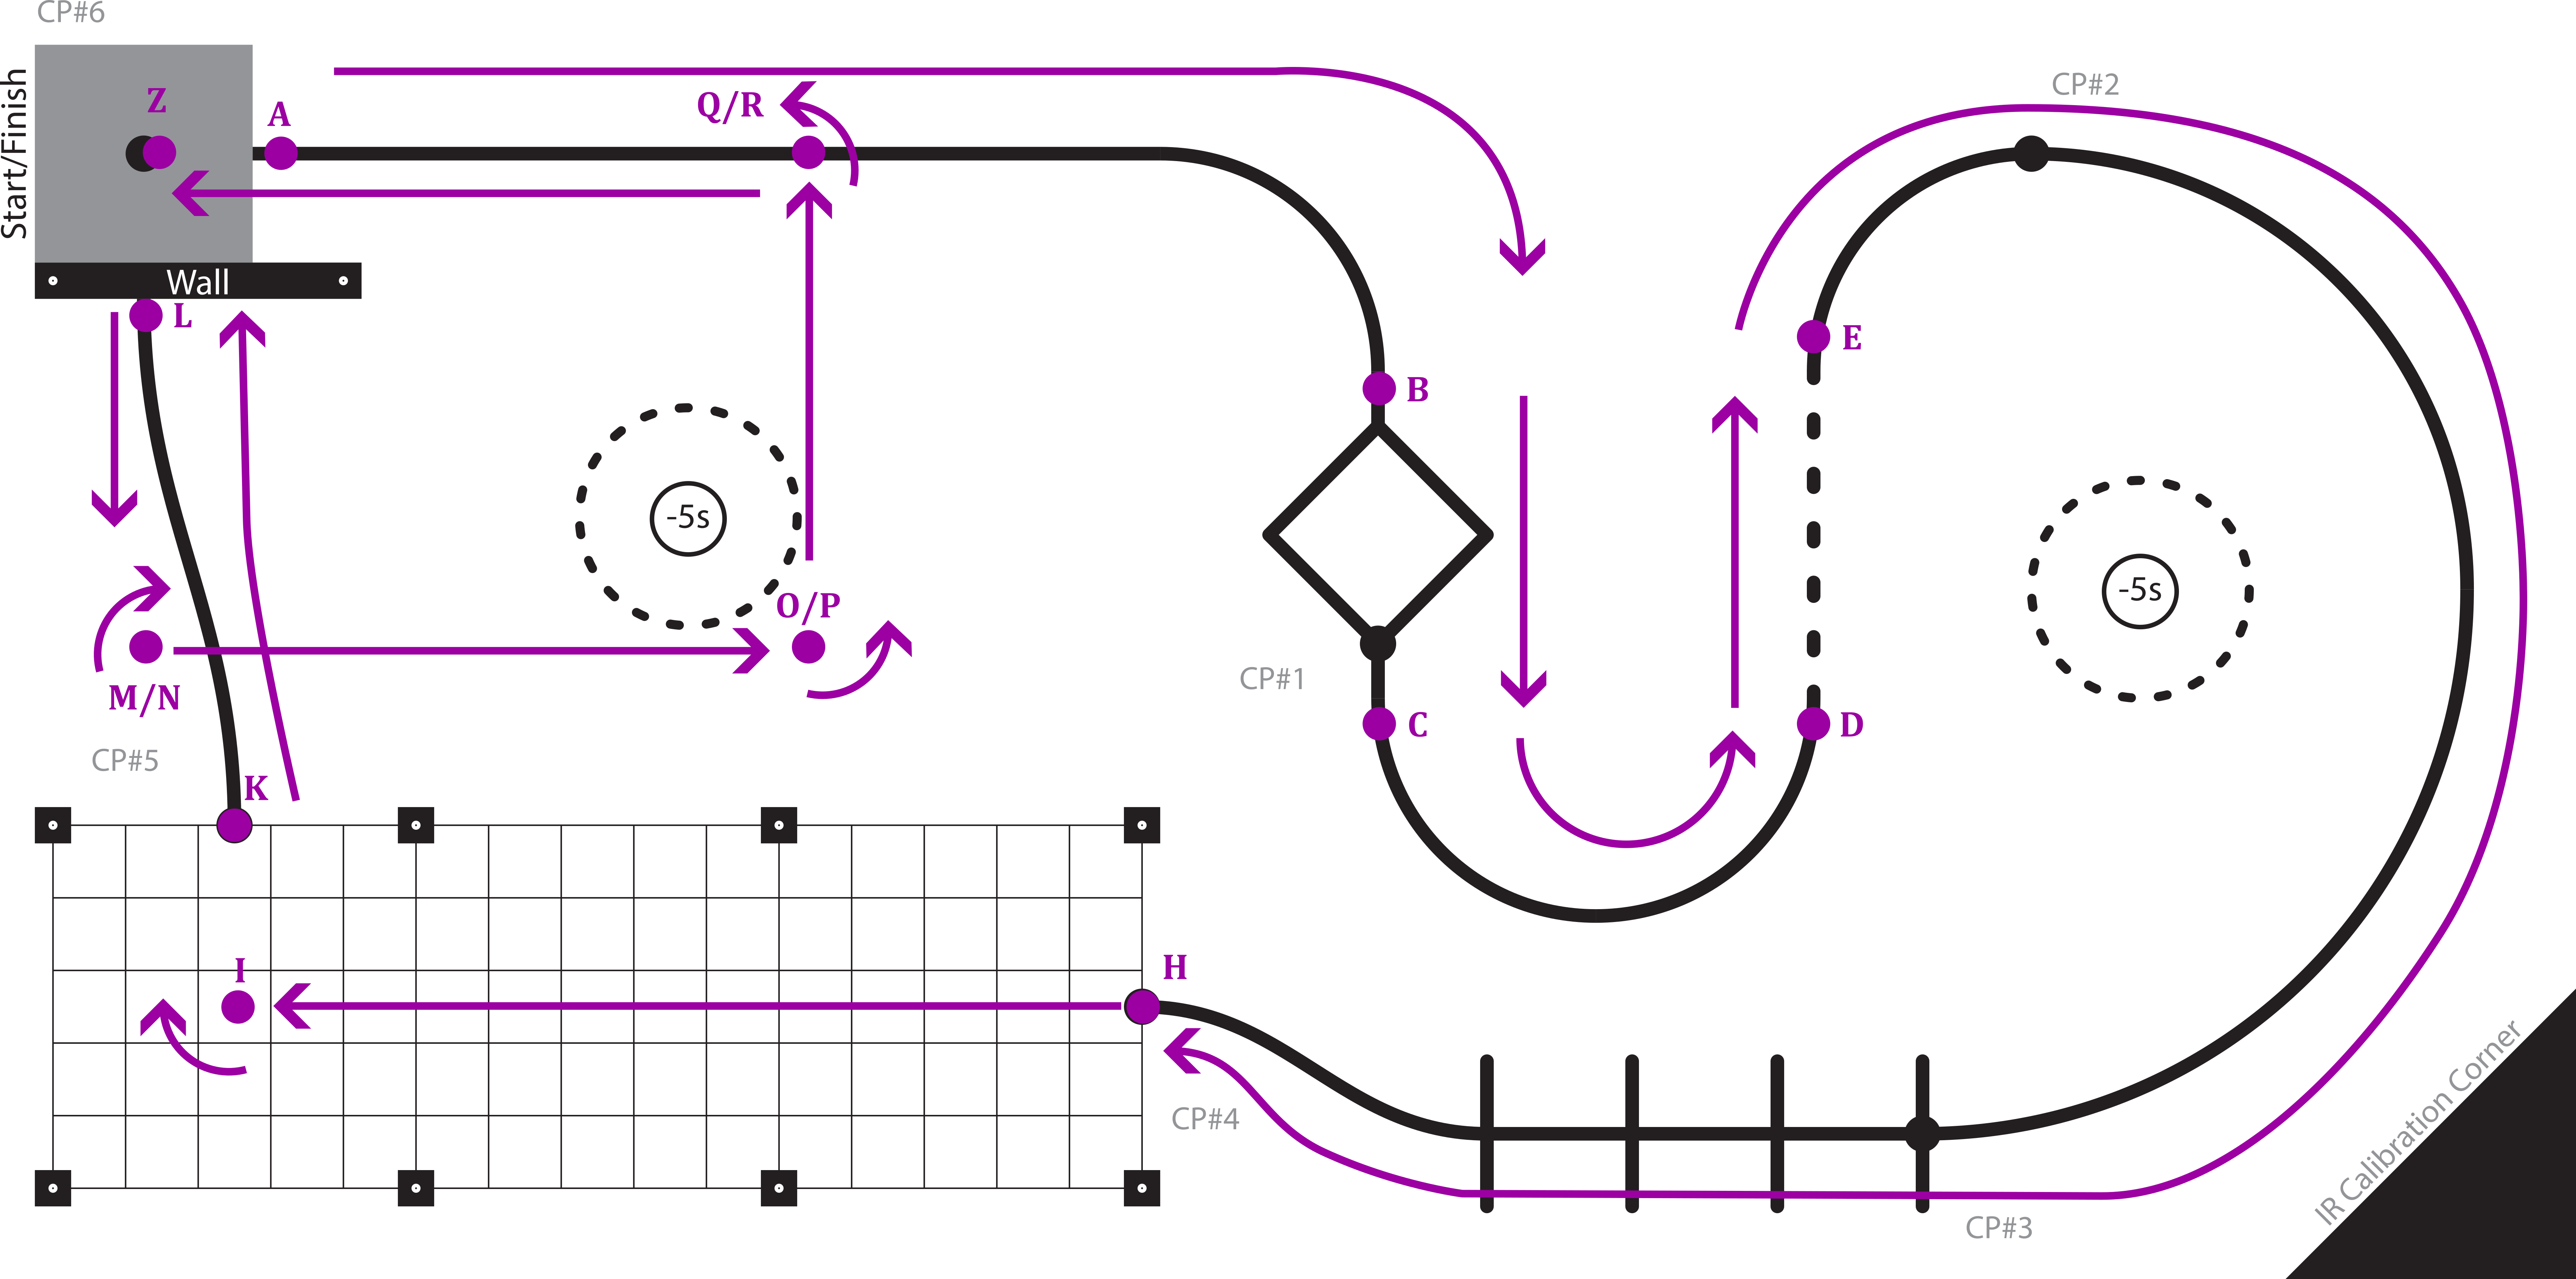 CP#6
Start/Finish
Z
A
Q/R
CP#2
Wall
L
E
B
-5s
-5s
O/P
M/N
CP#1
C
D
CP#5
K
I
H
CP#4
CP#3
IR Calibration Corner